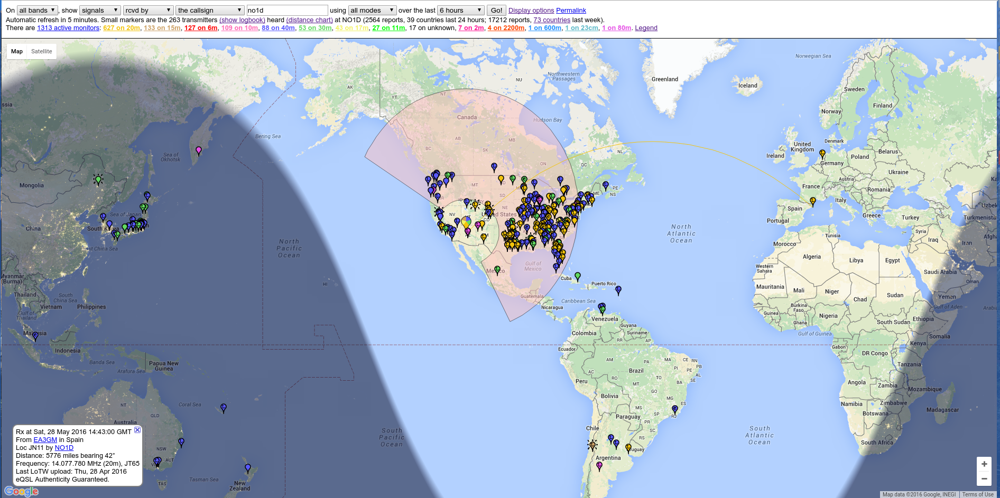 On all bands , show signals rcvd by the callsign no1d using all modes over the last 6 hours Go! Display options Permalink
Automatic refresh in 5 minutes. Small markers are the 263 transmitters (show logbook) heard (distance chart) at NO1D (2564 reports, 39 countries last 24 hours; 17212 reports, 73 countries last week).
There are 1313 active monitors: 627 on 20m, 133 on 15m, 127 on 6m, 109 on 10m, 88 on 40m, 53 on 30m, 43 on 17m, 27 on 11m, 17 on unknown, 7 on 2m, 4 on 2200m, 1 on 600m, 1 on 23cm, 1 on 80m. Legend
Map Satellite
Norwegian Sea
Northwestern
Passages
NU
Greenland
Iceland
AK
YT
NT
Sweden
Finland
Norway
ssia
Canada
Hudson Bay
Bering Sea
Sea of
Okhotsk
AB
MB
BC
SK
ON
QC
NL
United
Kingdom
Ireland
Denmark
Germany
Poland
Belarus
Ukraine
France
Romania
Italy
Spain
Portugal
Greece
Turkey
Uzbek
Turkmenista
Mongolia
MT
SD
NE
NV
PE
NS
ME
United States
Sea of Japan
China
South
East China Sea
North
Pacific
Ocean
North
Atlantic
Ocean
Syria
Iraq
Iran
Afgha
Tunisia
Morocco
Algeria
Libya
Egypt
Western
Sahara
Saudi Arabia
Oman
Gulf of
Mexico
Mexico
Cuba
Puerto Rico
HI
Myanmar
(Burma)
Thailand
Vietnam
South
China Sea
Philippines
Gulf of
Thailand
Guatemala
Nicaragua
Caribbean Sea
Mauritania
Mali
Niger
Chad
Sudan
Yemen
Gulf of Aden
Arabia
Burkina
Faso
Guinea
Ghana
Nigeria
South Sudan
Ethiopia
Somalia
Gulf of Guinea
Venezuela
Guyana
Suriname
Colombia
Ecuador
RR
AP
Malaysia
Indonesia
Banda Sea
Arafura Sea
Papua New
Guinea
Gabon
DR Congo
Kenya
Tanzania
AM
PA
MA
CE
RN
PB
PE
AL
SE
PI
TO
BA
AC
RO
MT
GO
MG
ES
MS
SP
RJ
PR
SC
RS
Peru
Brazil
Bolivia
Paraguay
Chile
Uruguay
Argentina
Angola
Zambia
Mozambique
Zimbabwe
Namibia
Botswana
Madagascar
South Africa
Coral Sea
NT
QLD
Australia
NSW
ACT
TAS
Tasman Sea
New
Zealand
South
Pacific
Ocean
South
Atlantic
Ocean
Rx at Sat, 28 May 2016 14:43:00 GMT
From EA3GM in Spain
Loc JN11 by NO1D
Distance: 5776 miles bearing 42°
Frequency: 14.077.780 MHz (20m), JT65
Last LoTW upload: Thu, 28 Apr 2016
eQSL Authenticity Guaranteed.
Google
+
−
Map data ©2016 Google, INEGI Terms of Use